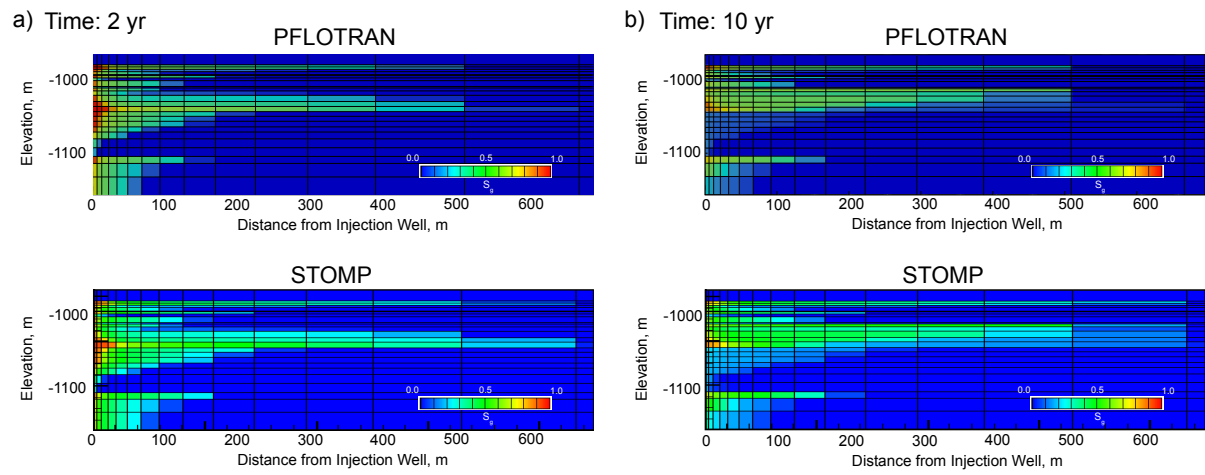 a) Time: 2 yr
PFLOTRAN
Elevation, m
-1000
-1100
0.0 0.5 1.0
Sg
0 100 200 300 400 500 600
Distance from Injection Well, m
STOMP
Elevation, m
-1000
-1100
0.0 0.5 1.0
Sg
0 100 200 300 400 500 600
Distance from Injection Well, m
b) Time: 10 yr
PFLOTRAN
Elevation, m
-1000
-1100
0.0 0.5 1.0
Sg
0 100 200 300 400 500 600
Distance from Injection Well, m
STOMP
Elevation, m
-1000
-1100
0.0 0.5 1.0
Sg
0 100 200 300 400 500 600
Distance from Injection Well, m